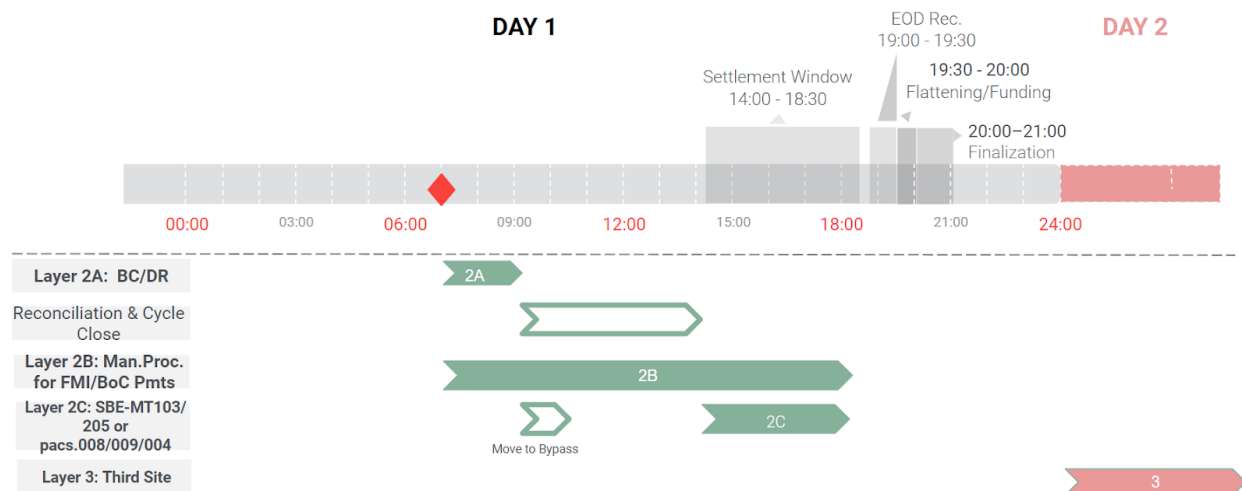 DAY 1
EOD Rec.
19:00 - 19:30
DAY 2
Settlement Window
14:00 - 18:30
19:30 - 20:00
Flattening/Funding
20:00–21:00
Finalization
00:00
03:00
06:00
09:00
12:00
15:00
18:00
21:00
24:00
Layer 2A: BC/DR
2A
Reconciliation & Cycle
Close
Layer 2B: Man.Proc.
for FMI/BoC Pmts
2B
Layer 2C: SBE-MT103/
205 or
pacs.008/009/004
2C
Move to Bypass
Layer 3: Third Site
3